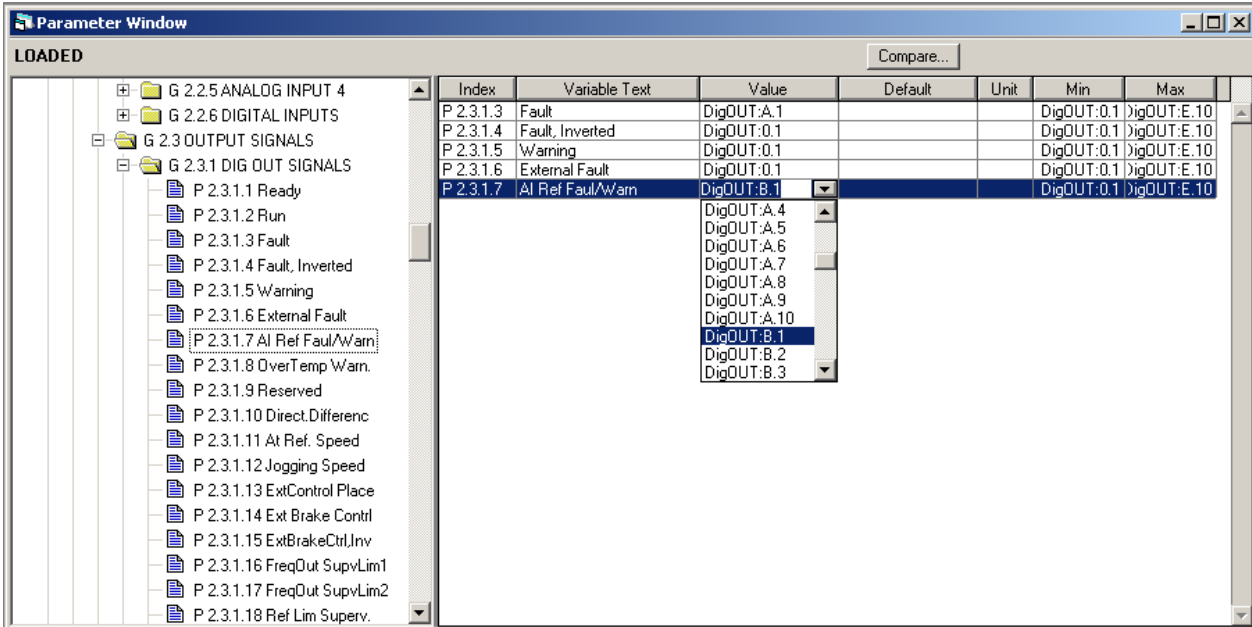 Parameter Window
LOADED
Compare...
G 2.2.5 ANALOG INPUT 4
G 2.2.6 DIGITAL INPUTS
G 2.3 OUTPUT SIGNALS
G 2.3.1 DIG OUT SIGNALS
P 2.3.1.1 Ready
P 2.3.1.2 Run
P 2.3.1.3 Fault
P 2.3.1.4 Fault, Inverted
P 2.3.1.5 Warning
P 2.3.1.6 External Fault
P 2.3.1.7 AI Ref Faul/Warn
P 2.3.1.8 OverTemp Warn.
P 2.3.1.9 Reserved
P 2.3.1.10 Direct.Differenc
P 2.3.1.11 At Ref. Speed
P 2.3.1.12 Jogging Speed
P 2.3.1.13 ExtControl Place
P 2.3.1.14 Ext Brake Contrl
P 2.3.1.15 ExtBrakeCtrl,Inv
P 2.3.1.16 FreqOut SupvLim1
P 2.3.1.17 FreqOut SupvLim2
P 2.3.1.18 Ref Lim Superv.
Index Variable Text Value Default Unit Min Max
P 2.3.1.3 Fault DigOUT:A.1 DigOUT:0.1 )igOUT:E.10
P 2.3.1.4 Fault, Inverted DigOUT:0.1 DigOUT:0.1 )igOUT:E.10
P 2.3.1.5 Warning DigOUT:0.1 DigOUT:0.1 )igOUT:E.10
P 2.3.1.6 External Fault DigOUT:0.1 DigOUT:0.1 )igOUT:E.10
P 2.3.1.7 AI Ref Faul/Warn DigOUT:B.1 DigOUT:0.1 )igOUT:E.10
DigOUT:A.4
DigOUT:A.5
DigOUT:A.6
DigOUT:A.7
DigOUT:A.8
DigOUT:A.9
DigOUT:A.10
DigOUT:B.1
DigOUT:B.2
DigOUT:B.3